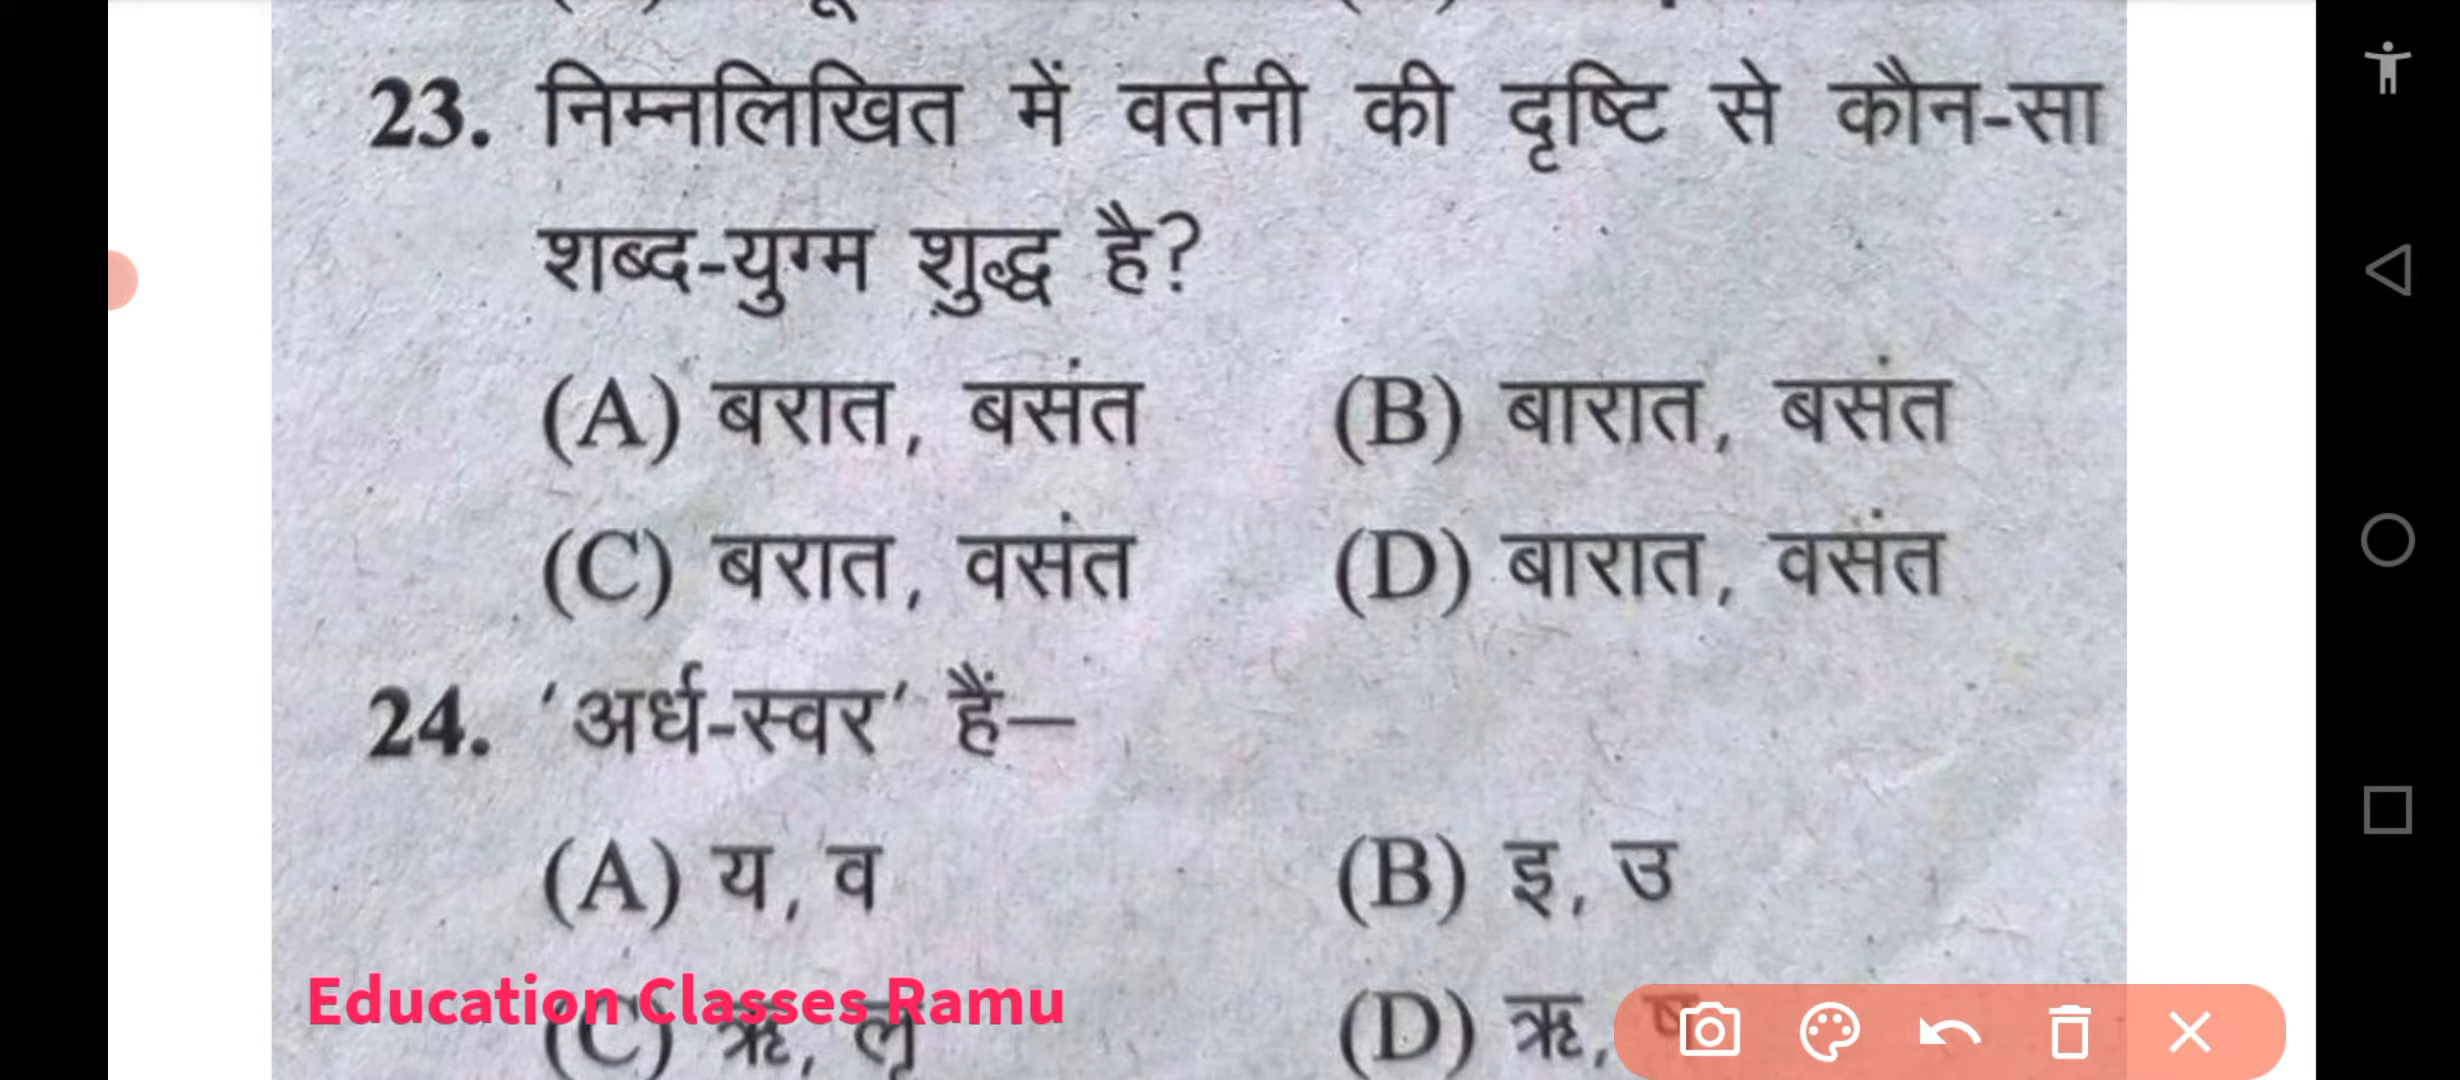 23. निम्नलिखित में वर्तनी की दृष्टि से कौन-सा
शब्द-युग्म शुद्ध है?
(A) बरात, बसंत (B) बारात, बसंत
(C) बरात, वसंत (D) बारात, वसंत
24. 'अर्ध-स्वर' हैं—
(A) य, व (B) इ, उ
Education Classes Ramu
(C) ऋ, लृ (D) ऋ,